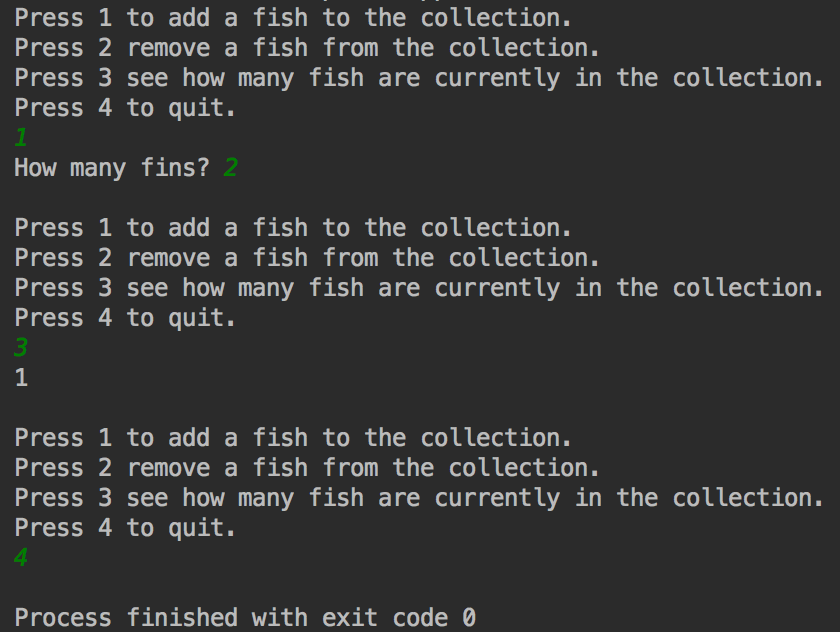 Press 1 to add a fish to the collection.
Press 2 remove a fish from the collection.
Press 3 see how many fish are currently in the collection.
Press 4 to quit.
1
How many fins? 2
Press 1 to add a fish to the collection.
Press 2 remove a fish from the collection.
Press 3 see how many fish are currently in the collection.
Press 4 to quit.
3
1
Press 1 to add a fish to the collection.
Press 2 remove a fish from the collection.
Press 3 see how many fish are currently in the collection.
Press 4 to quit.
4
Process finished with exit code 0